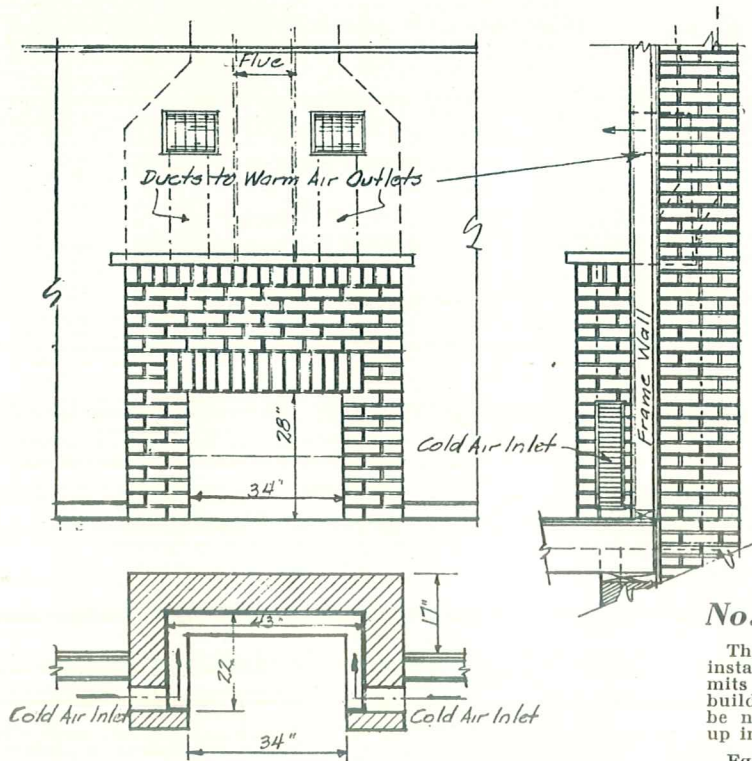 Flue
Ducts to Warm Air Outlets
28"
34"
Cold Air Inlet
Frame Wall
43"
22
17"
Cold Air Inlet
Cold Air Inlet
34"
No.
Th
insta
mits
build
be n
up in